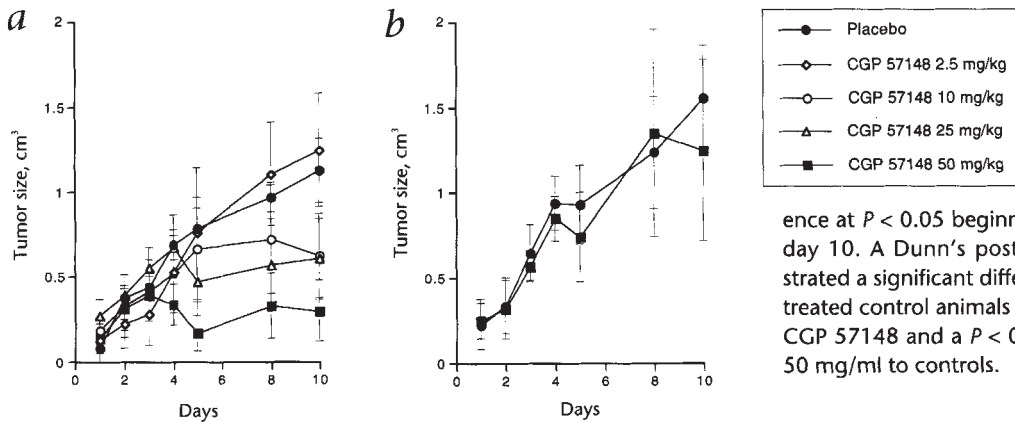 a
b
2
1.5
1
0.5
0
Tumor size, cm³
0 2 4 6 8 10
Days
2
1.5
1
0.5
0
Tumor size, cm³
0 2 4 6 8 10
Days
Placebo
CGP 57148 2.5 mg/kg
CGP 57148 10 mg/kg
CGP 57148 25 mg/kg
CGP 57148 50 mg/kg
ence at P < 0.05 beginn
day 10. A Dunn's post
strated a significant diffe
treated control animals
CGP 57148 and a P < 0
50 mg/ml to controls.